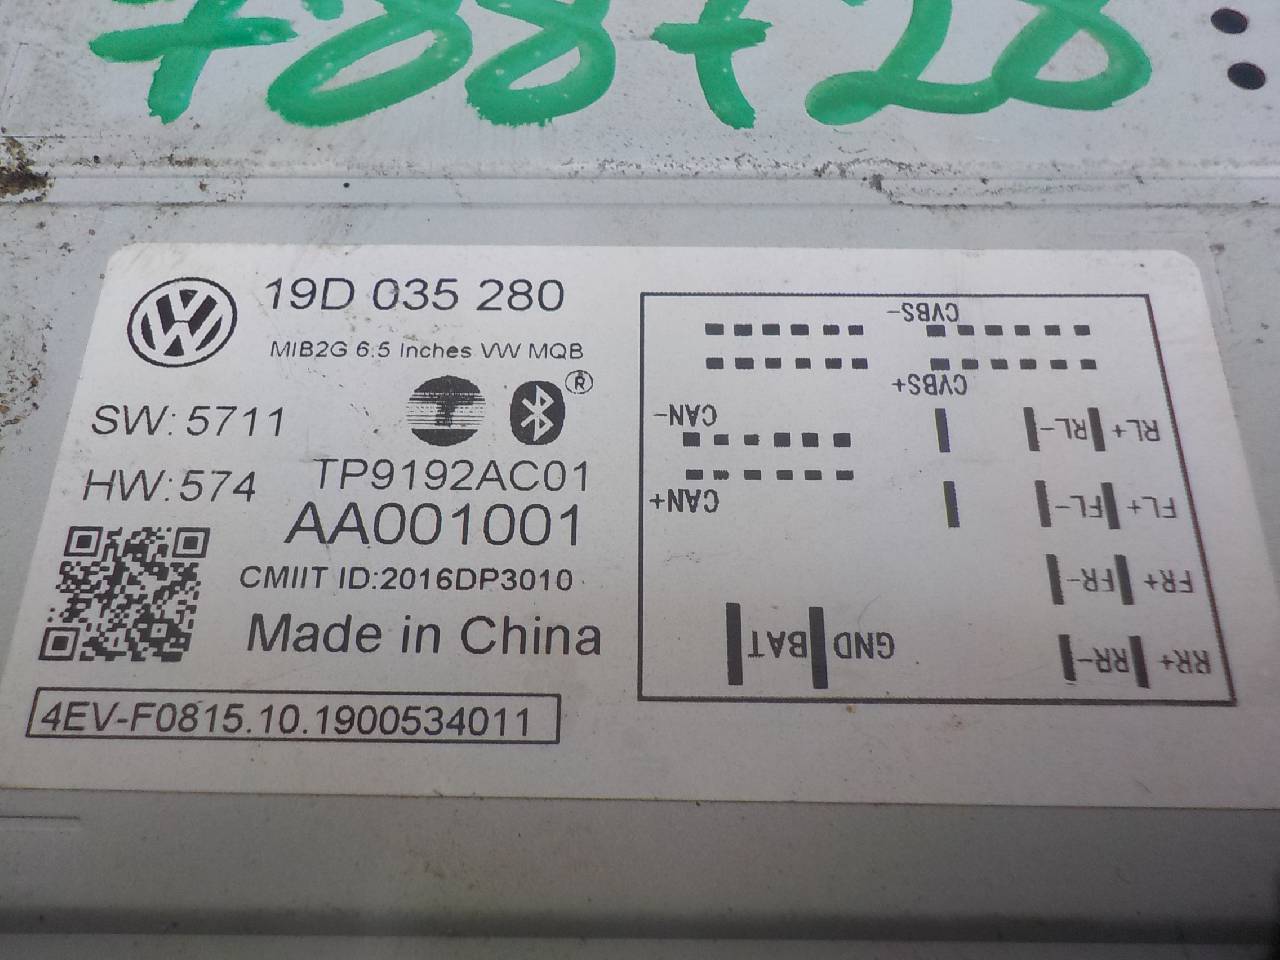 788728
19D 035 280
MIB2G 6.5 Inches VW MQB
SW: 5711
HW: 574
TP9192AC01
AA001001
CMIIT ID:2016DP3010
Made in China
4EV-F0815.10.1900534011
CVBS-
CVBS+
CAN-
CAN+
RL- RL+
FL- FL+
FR- FR+
BAT GND
RR- RR+